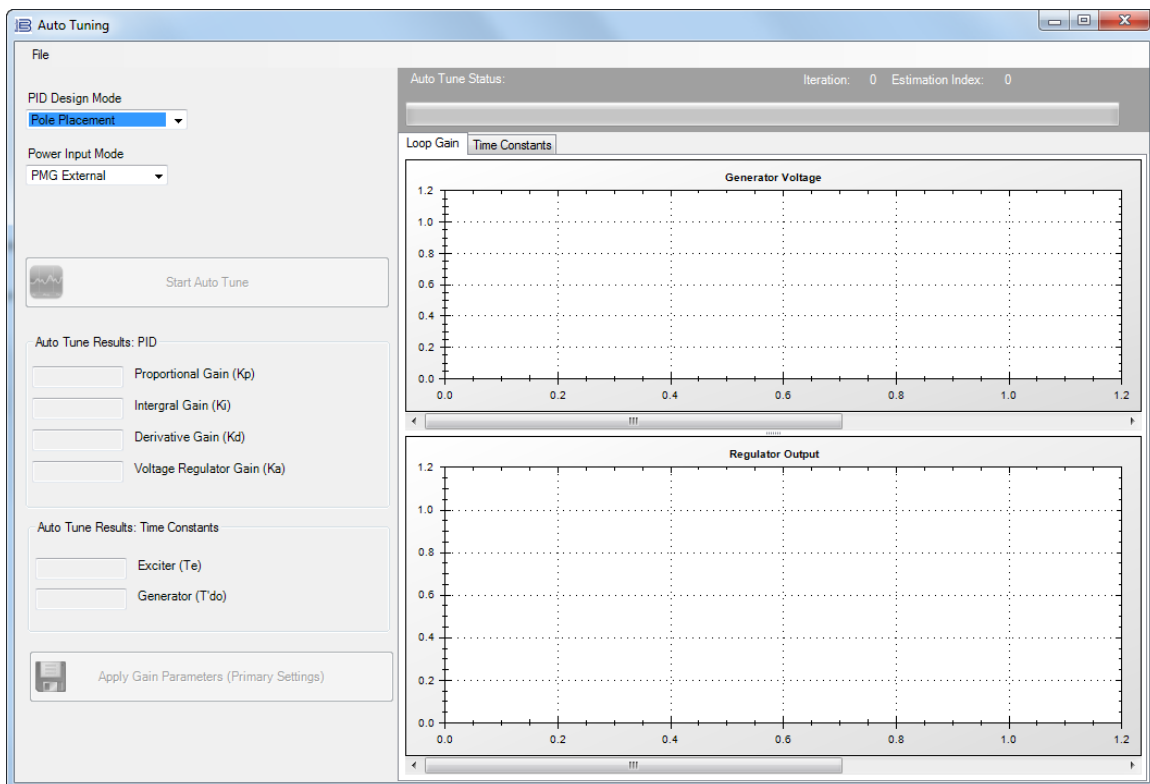 Auto Tuning
File
PID Design Mode
Pole Placement
Power Input Mode
PMG External
Start Auto Tune
Auto Tune Results: PID
Proportional Gain (Kp)
Intergral Gain (Ki)
Derivative Gain (Kd)
Voltage Regulator Gain (Ka)
Auto Tune Results: Time Constants
Exciter (Te)
Generator (T'do)
Apply Gain Parameters (Primary Settings)
Auto Tune Status: Iteration: 0 Estimation Index: 0
Loop Gain Time Constants
Generator Voltage
1.2
1.0
0.8
0.6
0.4
0.2
0.0
0.0 0.2 0.4 0.6 0.8 1.0 1.2
Regulator Output
1.2
1.0
0.8
0.6
0.4
0.2
0.0
0.0 0.2 0.4 0.6 0.8 1.0 1.2